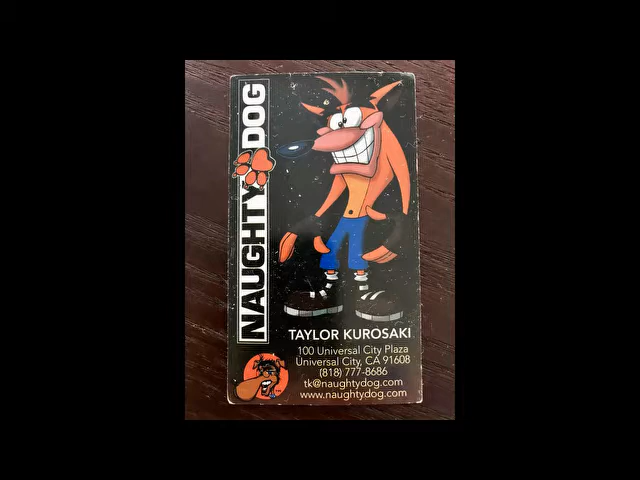 NAUGHTY DOG
TAYLOR KUROSAKI
100 Universal City Plaza
Universal City, CA 91608
(818) 777-8686
tk@naughtydog.com
www.naughtydog.com